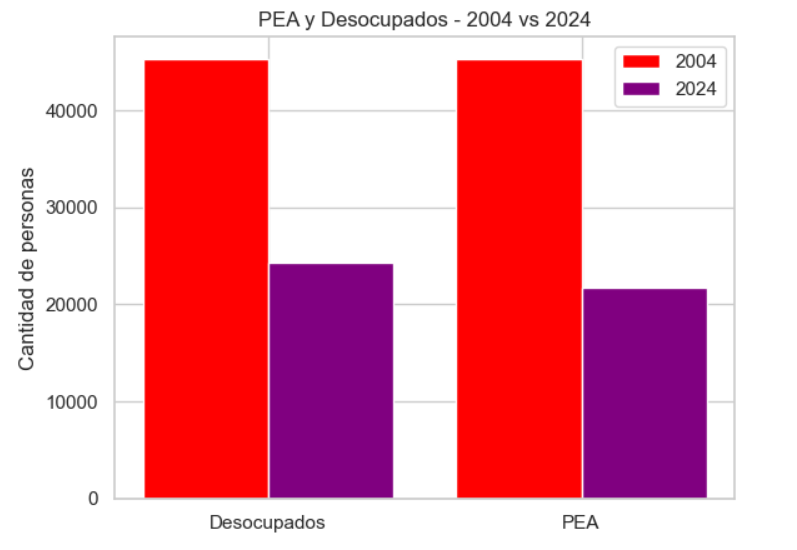 PEA y Desocupados - 2004 vs 2024
2004
2024
Cantidad de personas
40000
30000
20000
10000
0
Desocupados
PEA